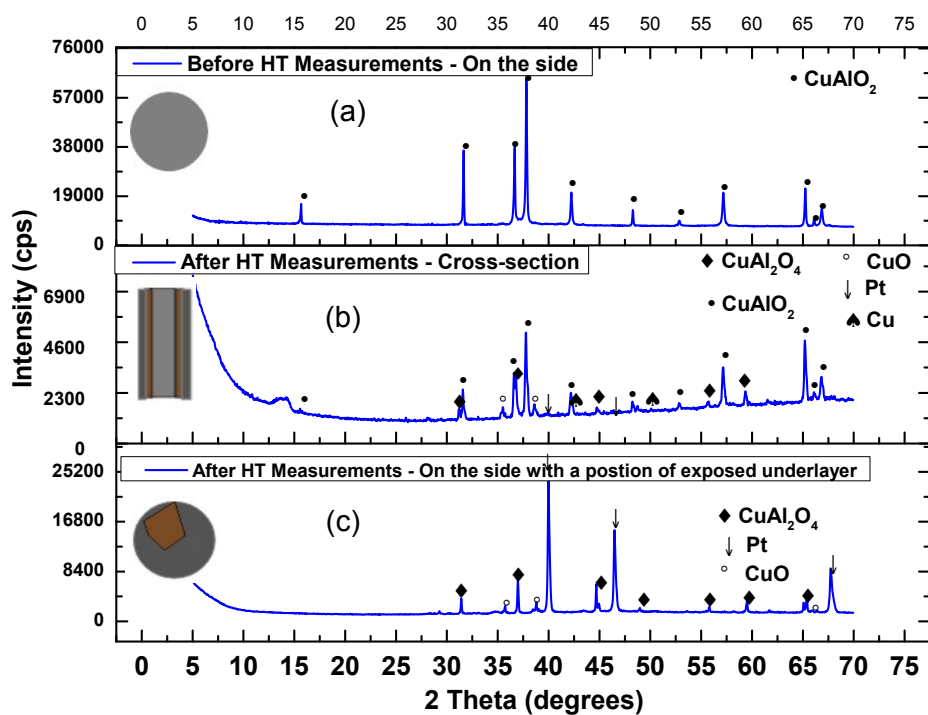 0 5 10 15 20 25 30 35 40 45 50 55 60 65 70 75
76000
57000
38000
19000
0
Before HT Measurements - On the side
(a)
• CuAlO₂
Intensity (cps)
6900
4600
2300
0
After HT Measurements - Cross-section
(b)
♦ CuAl₂O₄
○ CuO
• CuAlO₂
↓ Pt
♠ Cu
25200
16800
8400
0
After HT Measurements - On the side with a postion of exposed underlayer
(c)
♦ CuAl₂O₄
↓ Pt
○ CuO
0 5 10 15 20 25 30 35 40 45 50 55 60 65 70 75
2 Theta (degrees)